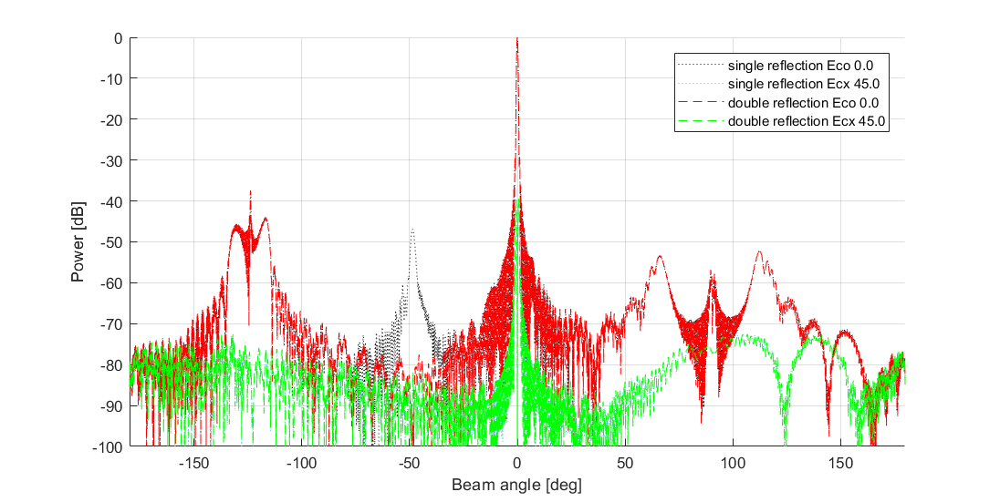 0
-10
-20
-30
-40
-50
-60
-70
-80
-90
-100
Power [dB]
single reflection Eco 0.0
single reflection Ecx 45.0
double reflection Eco 0.0
double reflection Ecx 45.0
-150 -100 -50 0 50 100 150
Beam angle [deg]